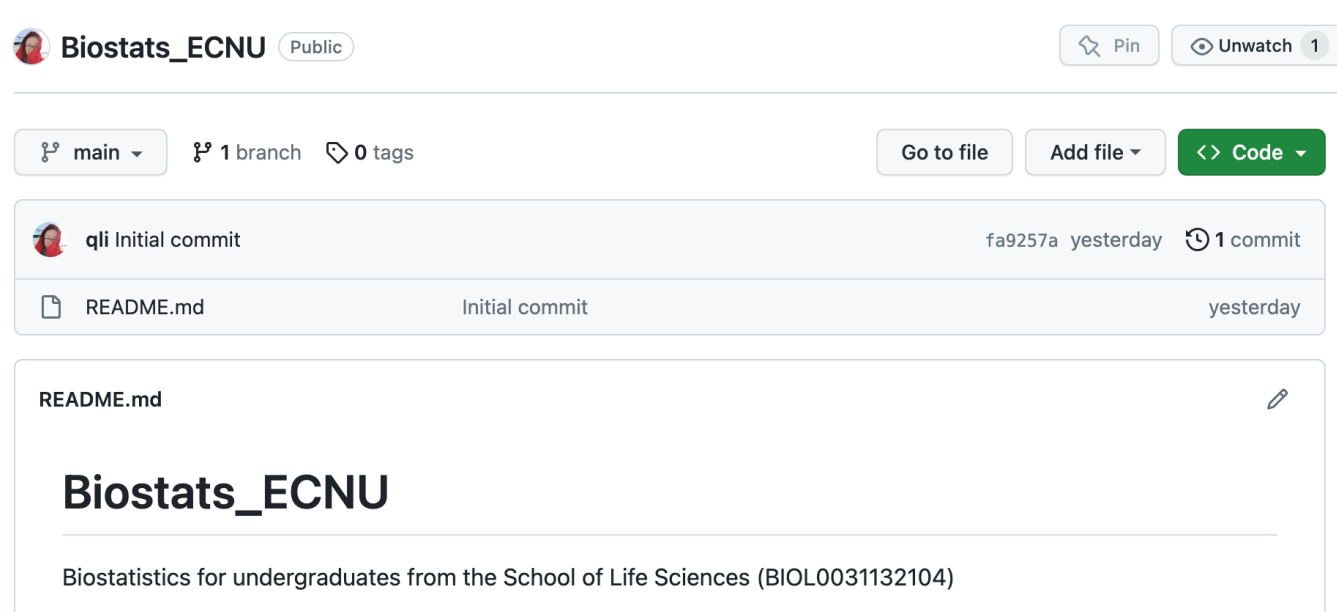 Biostats_ECNU Public Pin Unwatch 1
main 1 branch 0 tags Go to file Add file Code
qli Initial commit fa9257a yesterday 1 commit
README.md Initial commit yesterday
README.md
Biostats_ECNU
Biostatistics for undergraduates from the School of Life Sciences (BIOL0031132104)